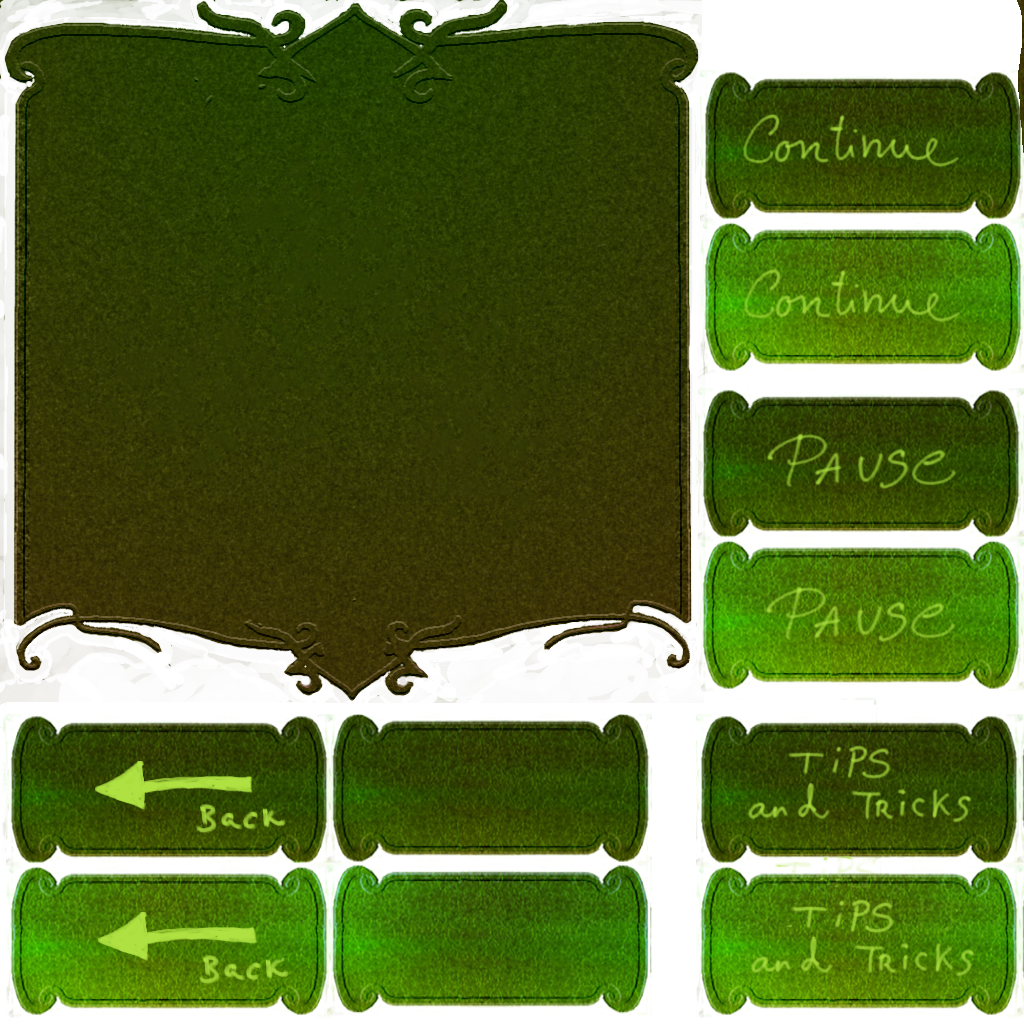 Continue
Continue
PAUSE
PAUSE
Back
TiPS
and Tricks
Back
TiPS
and Tricks